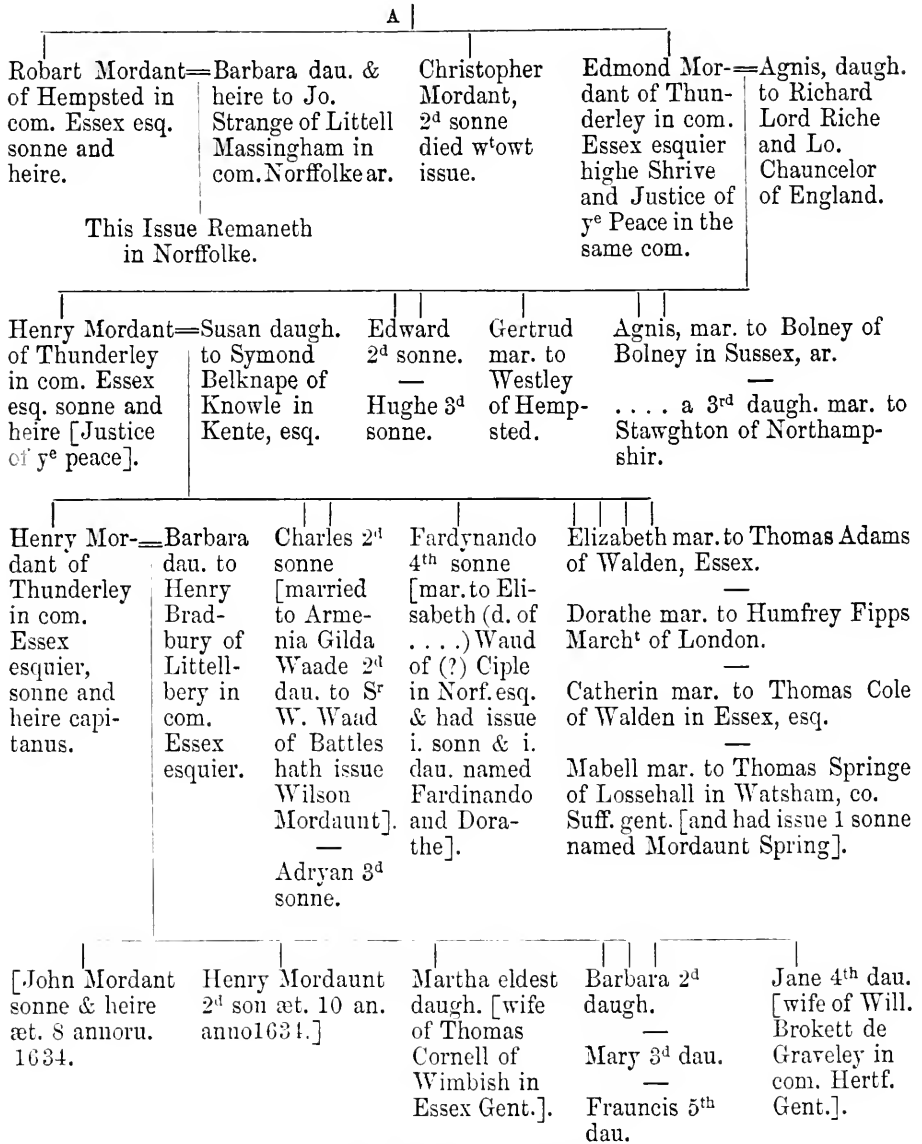 A
Robart Mordant
of Hempsted in
com. Essex esq.
sonne and
heire.
=Barbara dau. &
heire to Jo.
Strange of Littell
Massingham in
com. Norffolke ar.
This Issue Remaneth
in Norffolke.
Christopher
Mordant,
2d sonne
died wtowt
issue.
Edmond Mor-
dant of Thun-
derley in com.
Essex esquier
highe Shrive
and Justice of
ye Peace in the
same com.
=Agnis, daugh.
to Richard
Lord Riche
and Lo.
Chauncelor
of England.
Henry Mordant
of Thunderley
in com. Essex
esq. sonne and
heire [Justice
of ye peace].
=Susan daugh.
to Symond
Belknape of
Knowle in
Kente, esq.
Edward
2d sonne.
—
Hughe 3d
sonne.
Gertrud
mar. to
Westley
of Hemp-
sted.
Agnis, mar. to Bolney of
Bolney in Sussex, ar.
—
. . . . a 3rd daugh. mar. to
Stawghton of Northamp-
shir.
Henry Mor-
dant of
Thunderley
in com.
Essex
esquier,
sonne and
heire capi-
tanus.
=Barbara
dau. to
Henry
Brad-
bury of
Littell-
bery in
com.
Essex
esquier.
Charles 2d
sonne
[married
to Arme-
nia Gilda
Waade 2d
dau. to Sr
W. Waad
of Battles
hath issue
Wilson
Mordaunt].
—
Adryan 3d
sonne.
Fardynando
4th sonne
[mar. to Eli-
sabeth (d. of
. . . .) Waud
of (?) Ciple
in Norf. esq.
& had issue
i. sonn & i.
dau. named
Fardinando
and Dora-
the].
Elizabeth mar. to Thomas Adams
of Walden, Essex.
—
Dorathe mar. to Humfrey Fipps
Marcht of London.
—
Catherin mar. to Thomas Cole
of Walden in Essex, esq.
—
Mabell mar. to Thomas Springe
of Lossehall in Watsham, co.
Suff. gent. [and had issue 1 sonne
named Mordaunt Spring].
[John Mordant
sonne & heire
æt. 8 annoru.
1634.
Henry Mordaunt
2d son æt. 10 an.
anno1634.]
Martha eldest
daugh. [wife
of Thomas
Cornell of
Wimbish in
Essex Gent.].
Barbara 2d
daugh.
—
Mary 3d dau.
—
Frauncis 5th
dau.
Jane 4th dau.
[wife of Will.
Brokett de
Graveley in
com. Hertf.
Gent.].